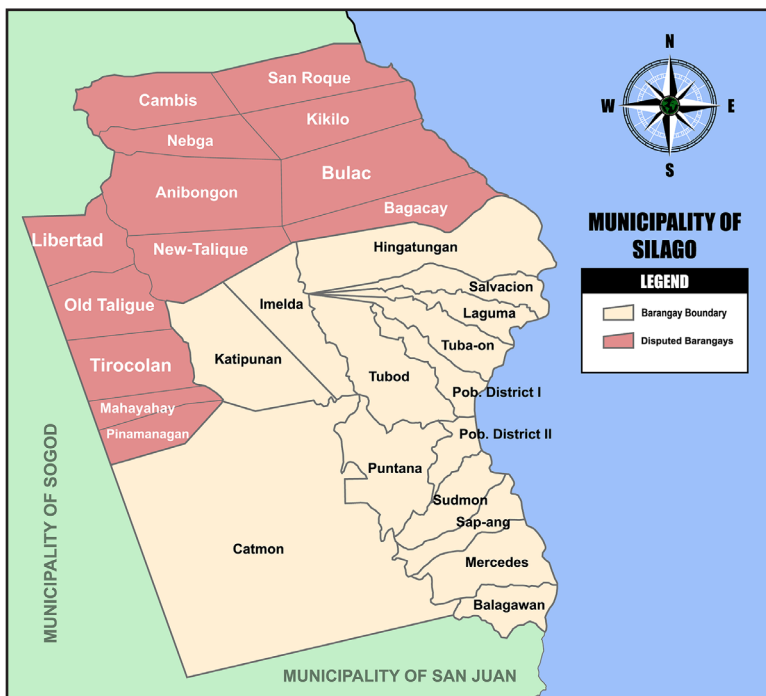 N
W
E
S
MUNICIPALITY OF
SILAGO
LEGEND
Barangay Boundary
Disputed Barangays
San Roque
Cambis
Kikilo
Nebga
Bulac
Anibongon
Bagacay
Libertad
New-Talique
Hingatungan
Salvacion
Old Taligue
Imelda
Laguma
Tuba-on
Katipunan
Tirocolan
Tubod
Pob. District I
Mahayahay
Pinamanagan
Pob. District II
Puntana
Sudmon
Sap-ang
Catmon
Mercedes
Balagawan
MUNICIPALITY OF SOGOD
MUNICIPALITY OF SAN JUAN